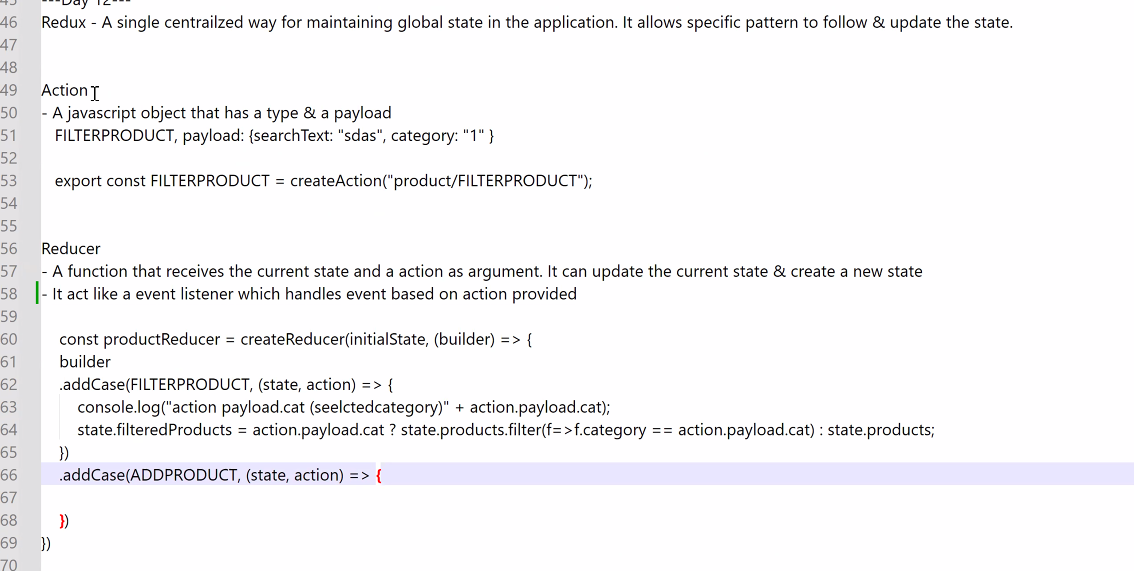 45 ---Day 12---
46 Redux - A single centrailzed way for maintaining global state in the application. It allows specific pattern to follow & update the state.
47
48
49 Action
50 - A javascript object that has a type & a payload
51 FILTERPRODUCT, payload: {searchText: "sdas", category: "1" }
52
53 export const FILTERPRODUCT = createAction("product/FILTERPRODUCT");
54
55
56 Reducer
57 - A function that receives the current state and a action as argument. It can update the current state & create a new state
58 - It act like a event listener which handles event based on action provided
59
60 const productReducer = createReducer(initialState, (builder) => {
61 builder
62 .addCase(FILTERPRODUCT, (state, action) => {
63 console.log("action payload.cat (seelctedcategory)" + action.payload.cat);
64 state.filteredProducts = action.payload.cat ? state.products.filter(f=>f.category == action.payload.cat) : state.products;
65 })
66 .addCase(ADDPRODUCT, (state, action) => {
67
68 })
69 })
70